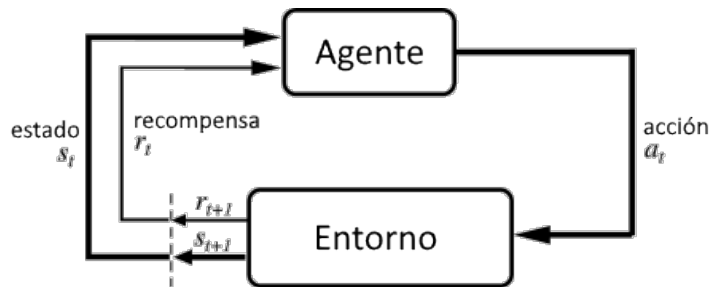 Agente
recompensa
r_t
estado
s_t
acción
a_t
r_{t+1}
s_{t+1}
Entorno